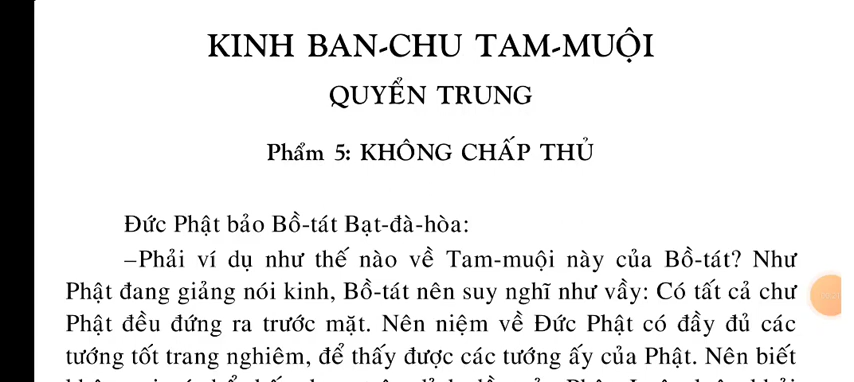 KINH BAN-CHU TAM-MUỘI
QUYỂN TRUNG
Phẩm 5: KHÔNG CHẤP THỦ
Đức Phật bảo Bồ-tát Bạt-đà-hòa:
–Phải ví dụ như thế nào về Tam-muội này của Bồ-tát? Như
Phật đang giảng nói kinh, Bồ-tát nên suy nghĩ như vầy: Có tất cả chư
Phật đều đứng ra trước mặt. Nên niệm về Đức Phật có đầy đủ các
tướng tốt trang nghiêm, để thấy được các tướng ấy của Phật. Nên biết